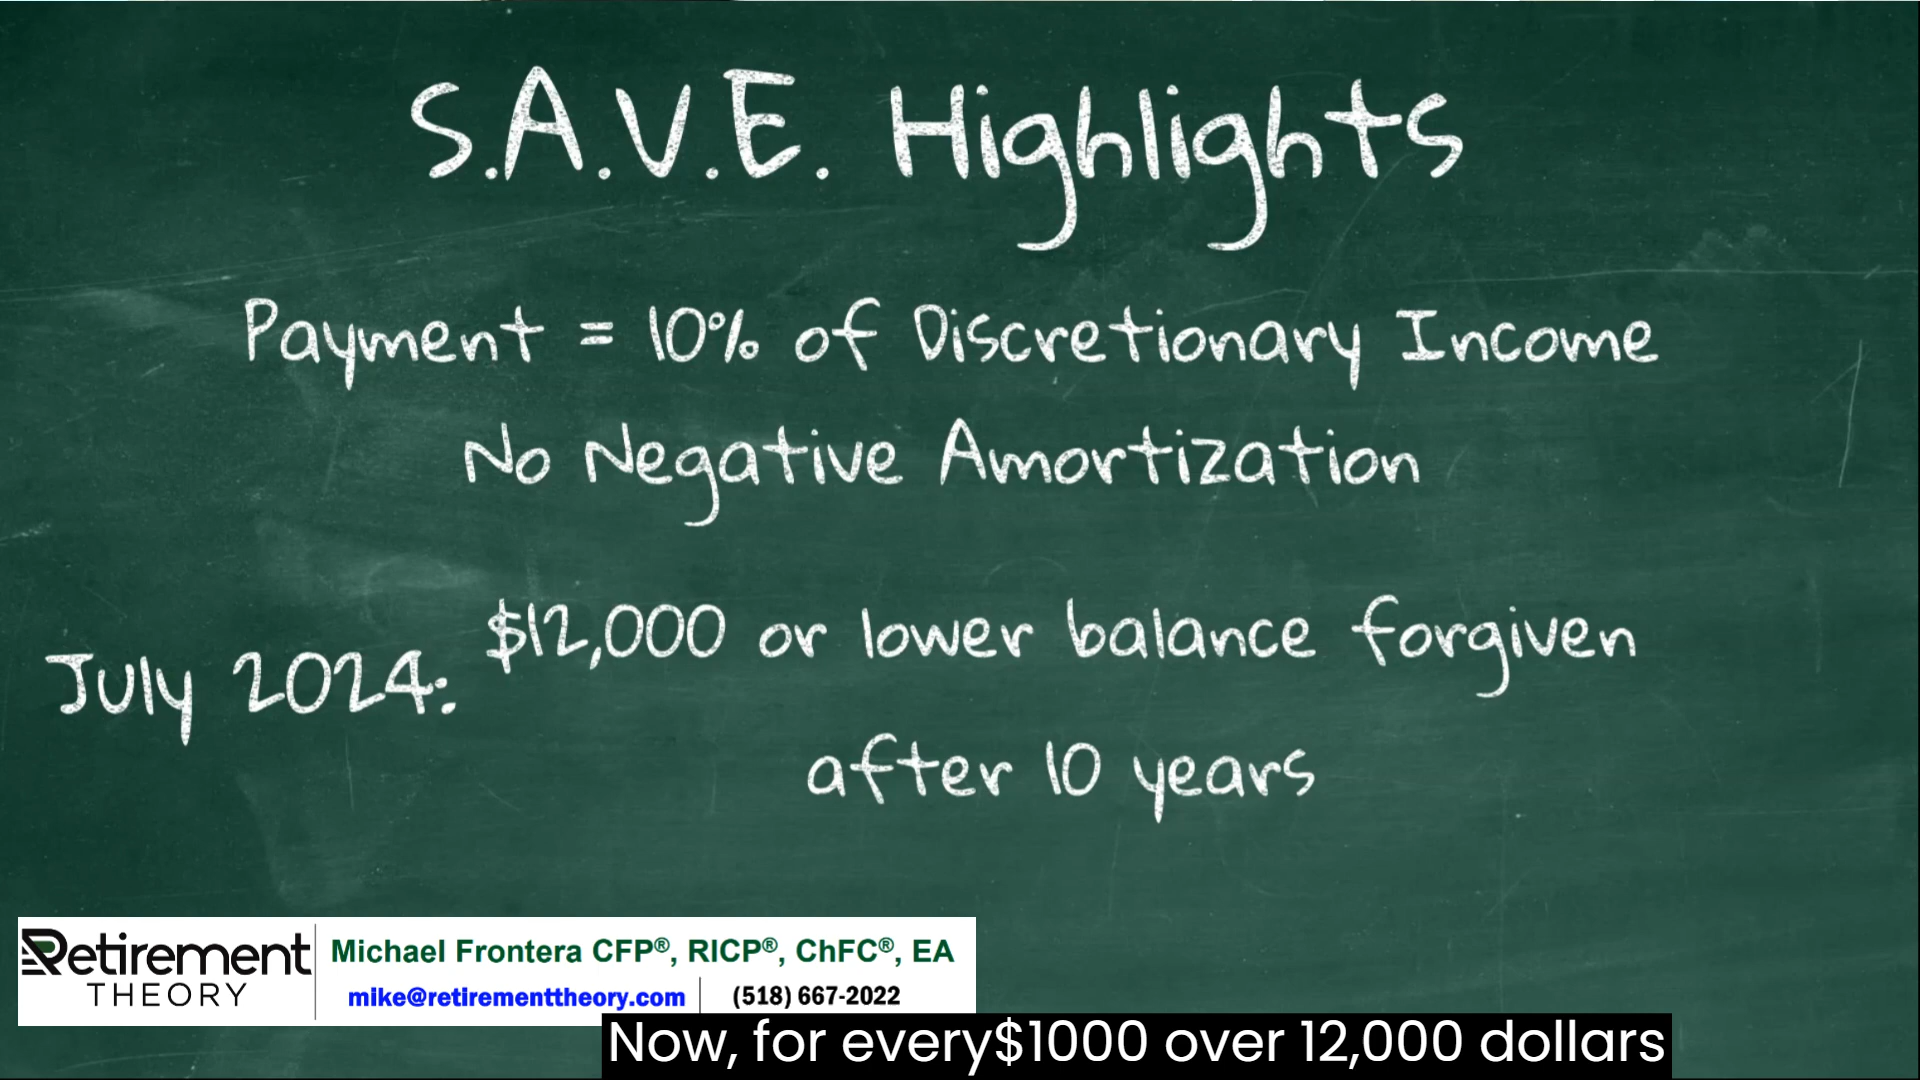 S.A.V.E. Highlights
Payment = 10% of Discretionary Income
No Negative Amortization
July 2024: $12,000 or lower balance forgiven
after 10 years
Retirement
THEORY
Michael Frontera CFP®, RICP®, ChFC®, EA
mike@retirementtheory.com (518) 667-2022
Now, for every$1000 over 12,000 dollars